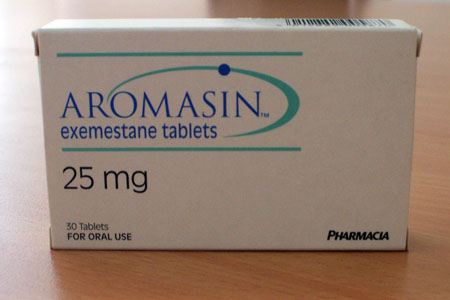 AROMASIN™
exemestane tablets
25 mg
30 Tablets
FOR ORAL USE
PHARMACIA